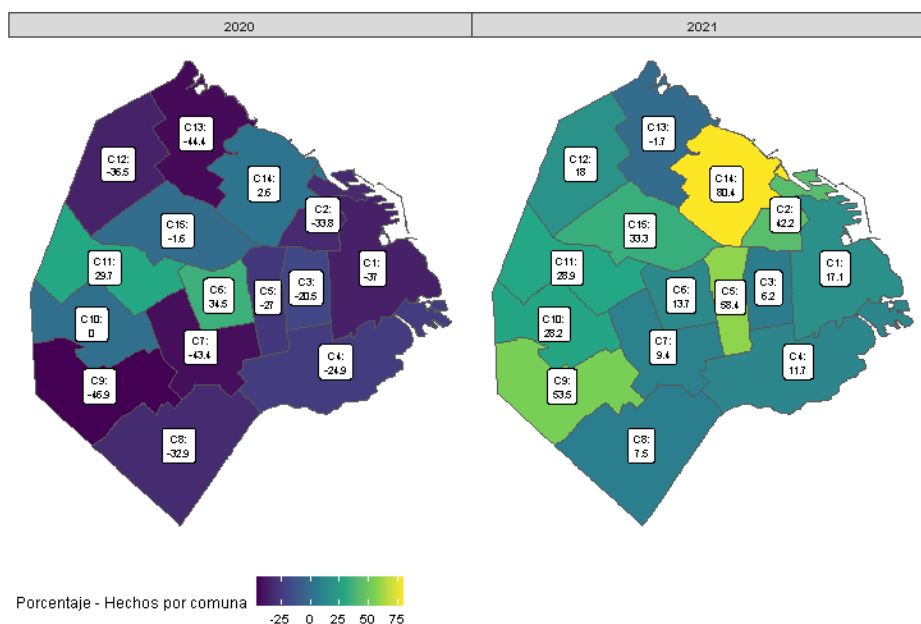 2020
2021
C13:
-44.4
C12:
-36.5
C14:
2.6
C2:
-33.8
C15:
-1.6
C1:
-37
C11:
29.7
C6:
34.5
C5:
-27
C3:
-20.5
C10:
0
C7:
-43.4
C4:
-24.9
C9:
-46.9
C8:
-32.9
C13:
-1.7
C12:
18
C14:
80.4
C2:
42.2
C15:
33.3
C1:
17.1
C11:
28.9
C6:
13.7
C5:
58.4
C3:
6.2
C10:
28.2
C7:
9.4
C4:
11.7
C9:
53.5
C8:
7.5
Porcentaje - Hechos por comuna
-25 0 25 50 75